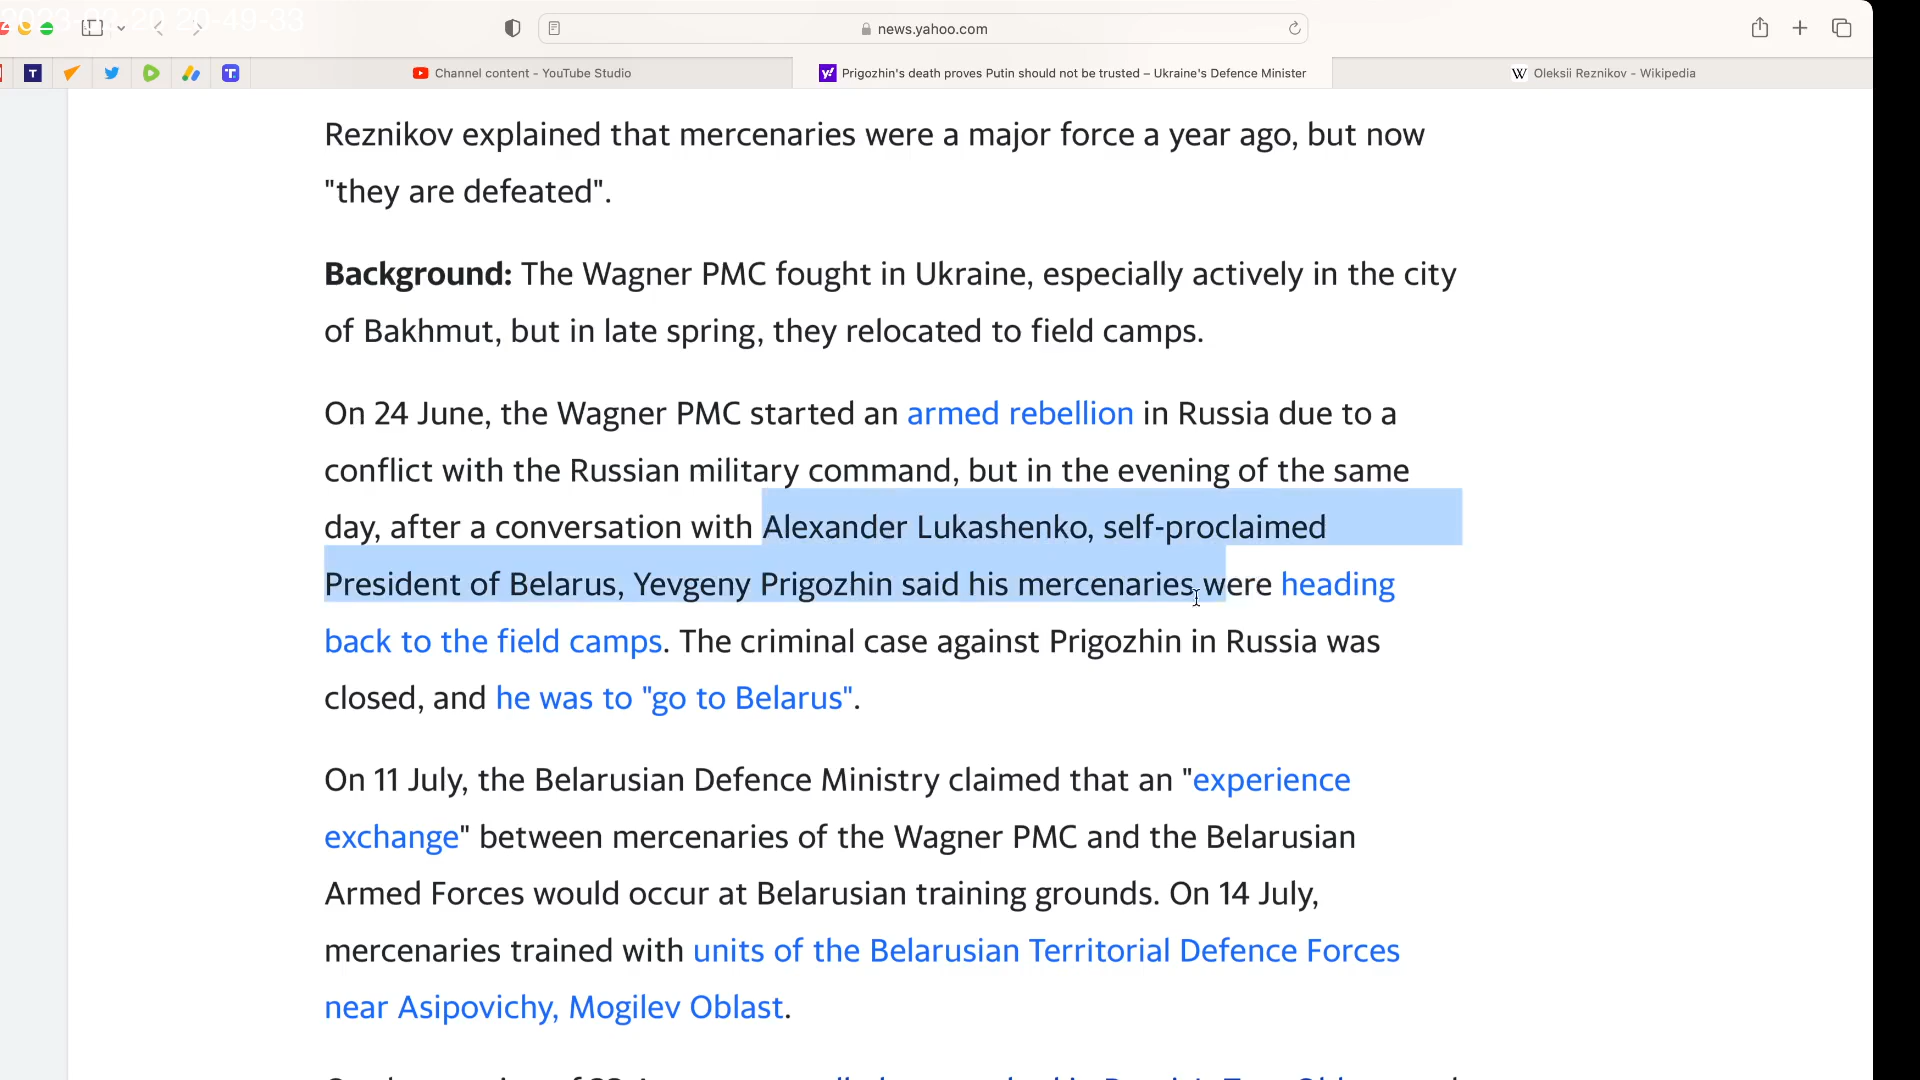 2023-08-26 20-49-33
news.yahoo.com
Channel content - YouTube Studio
Prigozhin's death proves Putin should not be trusted – Ukraine's Defence Minister
Oleksii Reznikov - Wikipedia
Reznikov explained that mercenaries were a major force a year ago, but now
"they are defeated".
Background: The Wagner PMC fought in Ukraine, especially actively in the city
of Bakhmut, but in late spring, they relocated to field camps.
On 24 June, the Wagner PMC started an armed rebellion in Russia due to a
conflict with the Russian military command, but in the evening of the same
day, after a conversation with Alexander Lukashenko, self-proclaimed
President of Belarus, Yevgeny Prigozhin said his mercenaries were heading
back to the field camps. The criminal case against Prigozhin in Russia was
closed, and he was to "go to Belarus".
On 11 July, the Belarusian Defence Ministry claimed that an "experience
exchange" between mercenaries of the Wagner PMC and the Belarusian
Armed Forces would occur at Belarusian training grounds. On 14 July,
mercenaries trained with units of the Belarusian Territorial Defence Forces
near Asipovichy, Mogilev Oblast.